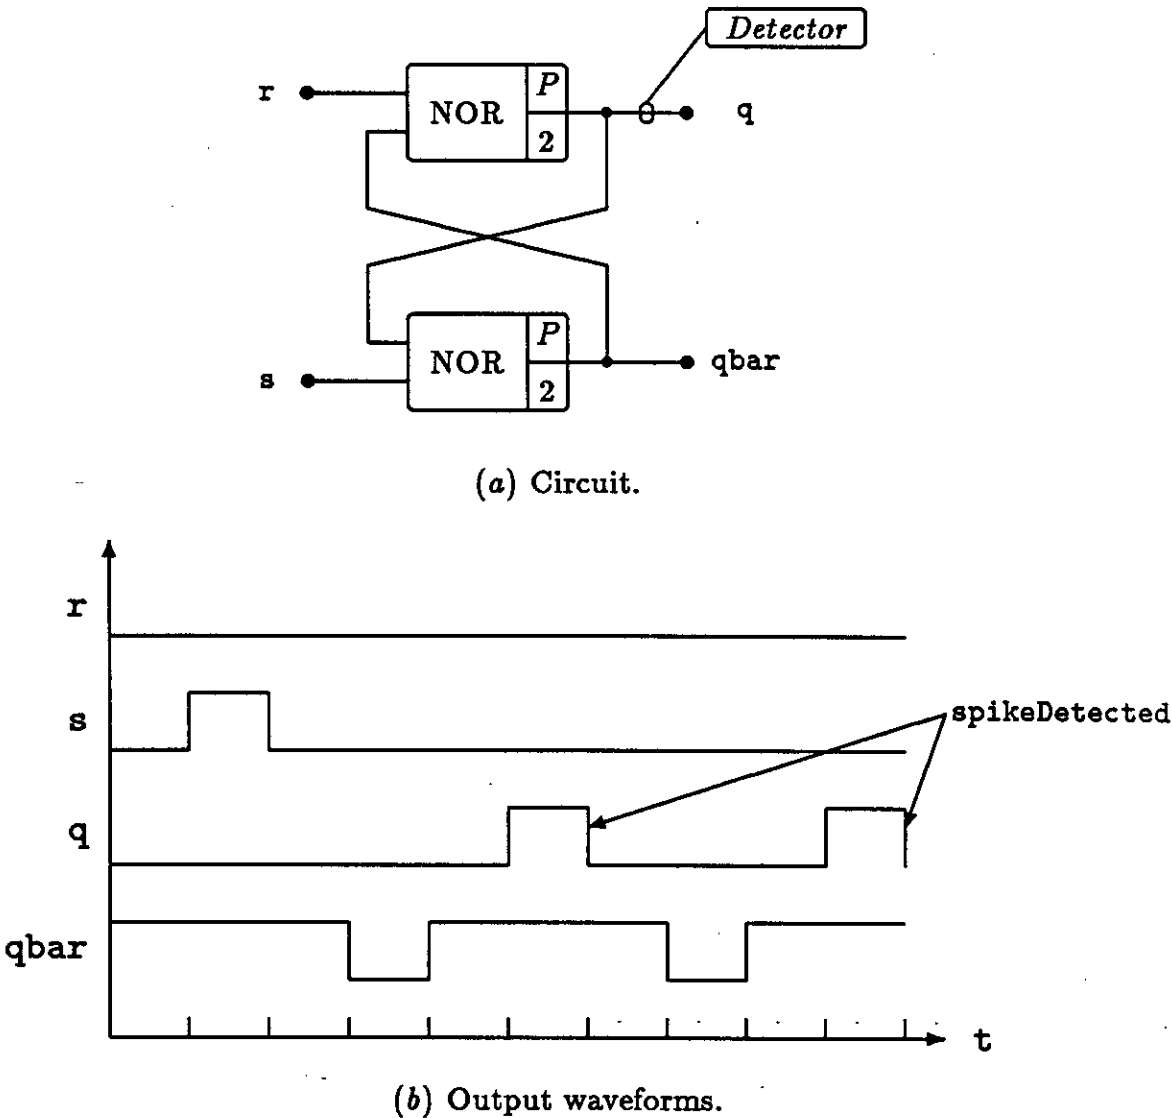 Detector
r
NOR
P
2
q
s
NOR
P
2
qbar
(a) Circuit.
r
s
spikeDetected
q
qbar
t
(b) Output waveforms.